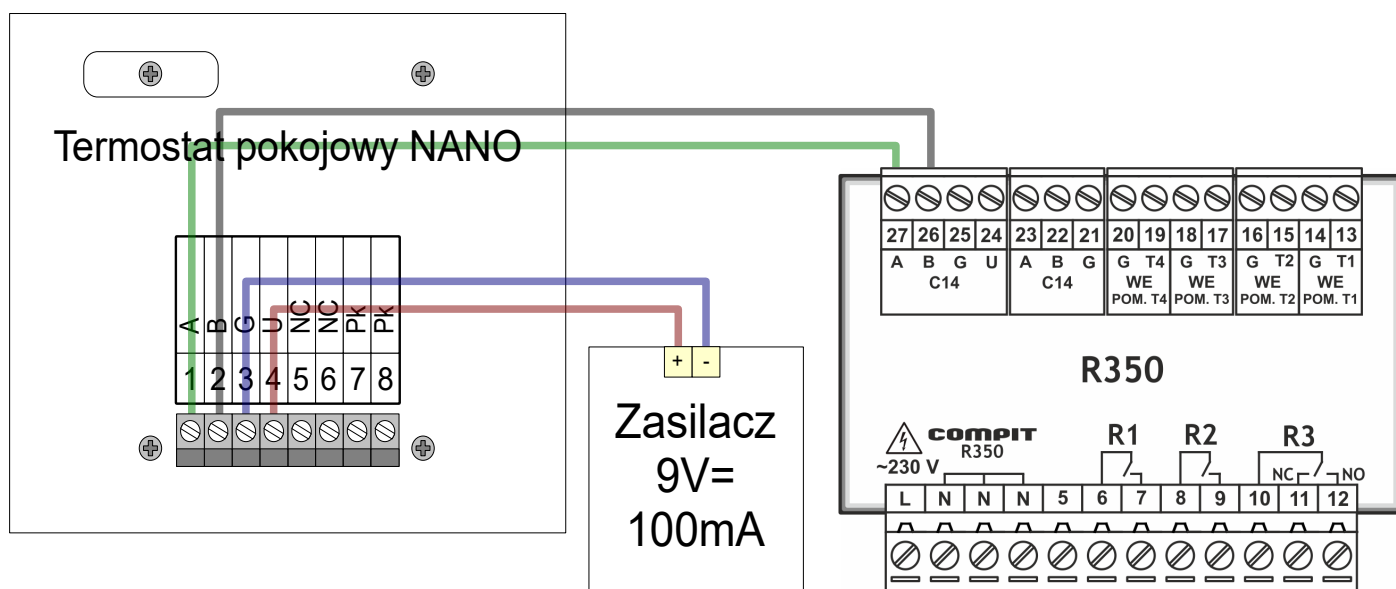 Termostat pokojowy NANO
A B G U NC NC Pk Pk
1 2 3 4 5 6 7 8
+ -
Zasilacz
9V=
100mA
27 26 25 24 23 22 21 20 19 18 17 16 15 14 13
A B G U A B G G T4 G T3 G T2 G T1
C14 C14 WE WE WE WE
POM. T4 POM. T3 POM. T2 POM. T1
R350
COMPIT
R350
~230 V
R1 R2 R3
NC NO
L N N N 5 6 7 8 9 10 11 12